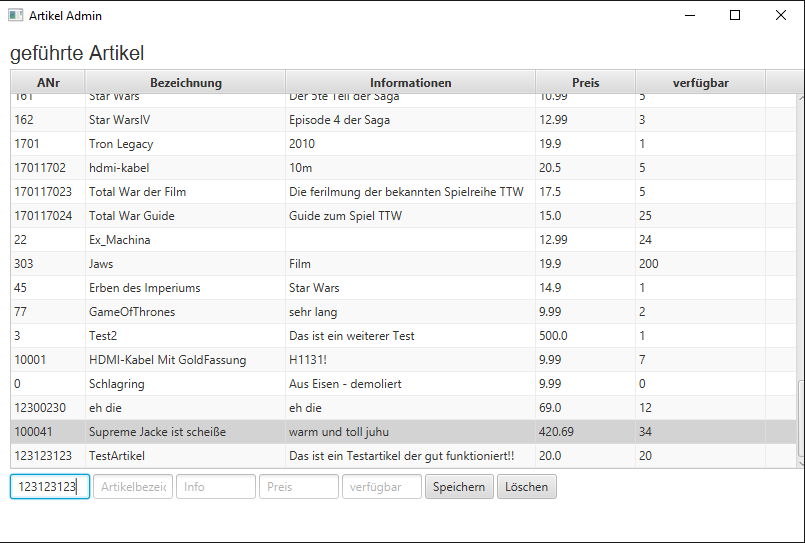 Artikel Admin
geführte Artikel
ANr Bezeichnung Informationen Preis verfügbar
161 Star Wars Der 5te Teil der Saga 10.99 5
162 Star WarsIV Episode 4 der Saga 12.99 3
1701 Tron Legacy 2010 19.9 1
17011702 hdmi-kabel 10m 20.5 5
170117023 Total War der Film Die ferilmung der bekannten Spielreihe TTW 17.5 5
170117024 Total War Guide Guide zum Spiel TTW 15.0 25
22 Ex_Machina 12.99 24
303 Jaws Film 19.9 200
45 Erben des Imperiums Star Wars 14.9 1
77 GameOfThrones sehr lang 9.99 2
3 Test2 Das ist ein weiterer Test 500.0 1
10001 HDMI-Kabel Mit GoldFassung H1131! 9.99 7
0 Schlagring Aus Eisen - demoliert 9.99 0
12300230 eh die eh die 69.0 12
100041 Supreme Jacke ist scheiße warm und toll juhu 420.69 34
123123123 TestArtikel Das ist ein Testartikel der gut funktioniert!! 20.0 20
123123123 Artikelbezeic Info Preis verfügbar Speichern Löschen